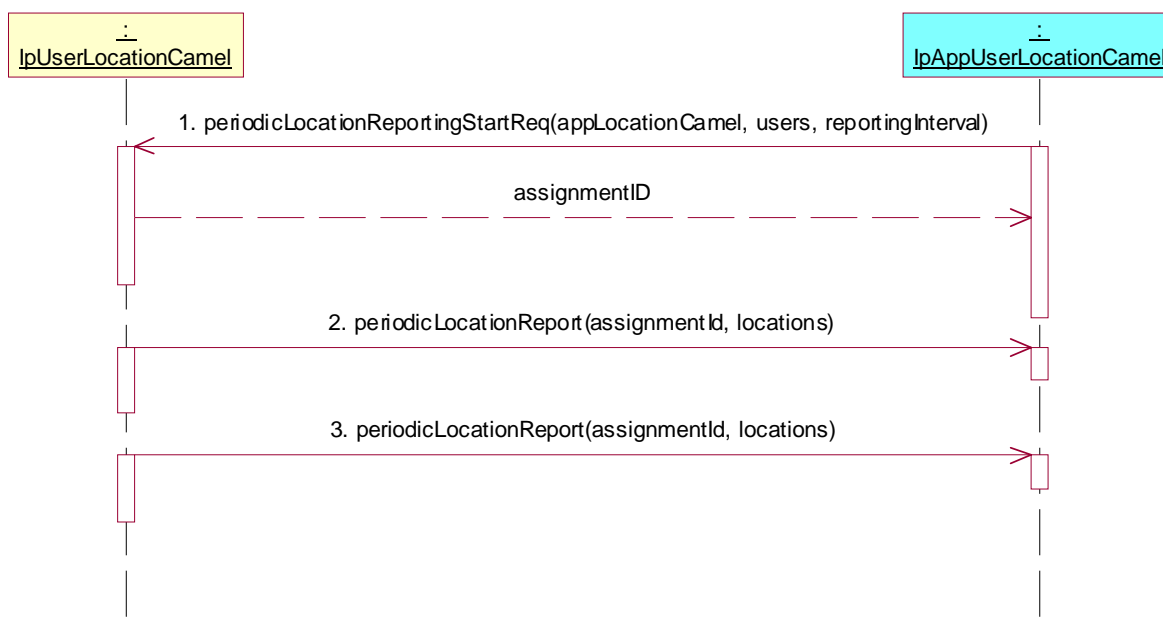 :
IpUserLocationCamel
:
IpAppUserLocationCamel
1. periodicLocationReportingStartReq(appLocationCamel, users, reportingInterval)
assignmentID
2. periodicLocationReport(assignmentId, locations)
3. periodicLocationReport(assignmentId, locations)